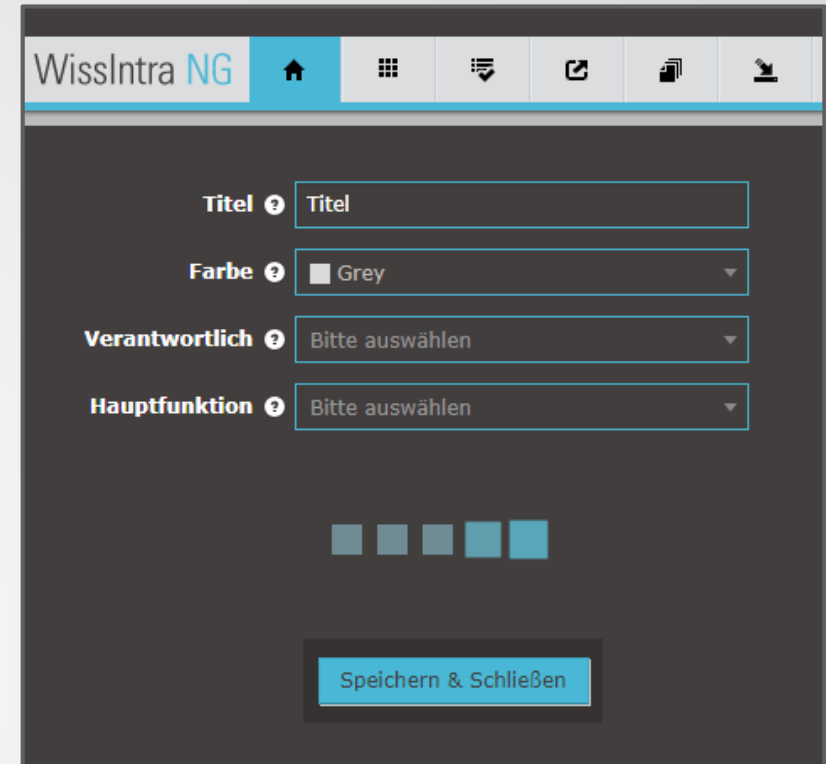 WissIntra NG
Titel ? Titel
Farbe ? Grey
Verantwortlich ? Bitte auswählen
Hauptfunktion ? Bitte auswählen
Speichern & Schließen